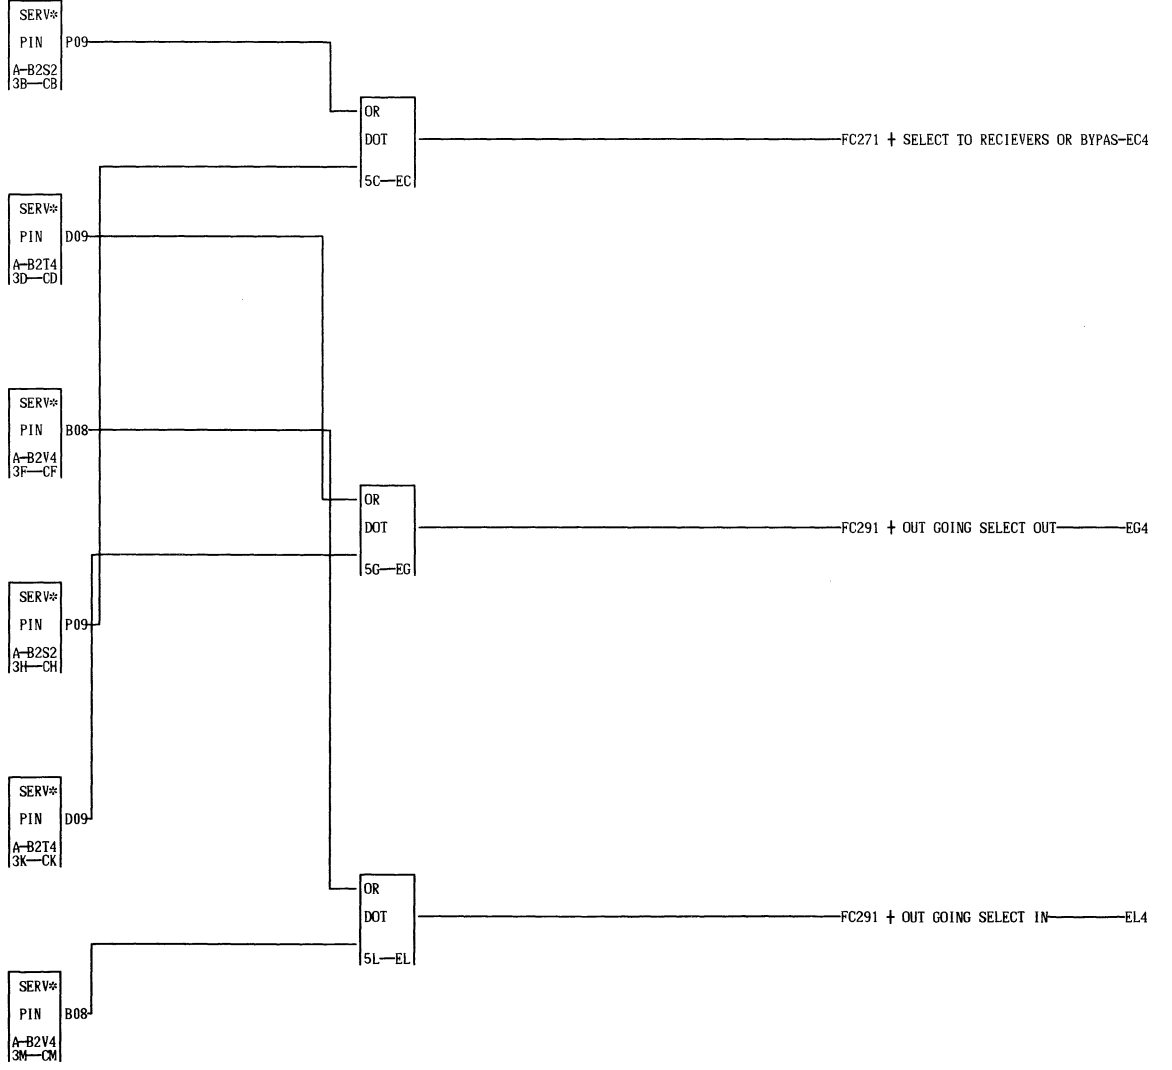 SERV*
PIN P09
A-B2S2
3B—CB
OR
DOT FC271 + SELECT TO RECIEVERS OR BYPAS-EC4
5C—EC
SERV*
PIN D09
A-B2T4
3D—CD
SERV*
PIN B08
A-B2V4
3F—CF
OR
DOT FC291 + OUT GOING SELECT OUT EG4
5G—EG
SERV*
PIN P09
A-B2S2
3H—CH
SERV*
PIN D09
A-B2T4
3K—CK
OR
DOT FC291 + OUT GOING SELECT IN EL4
5L—EL
SERV*
PIN B08
A-B2V4
3M—CM